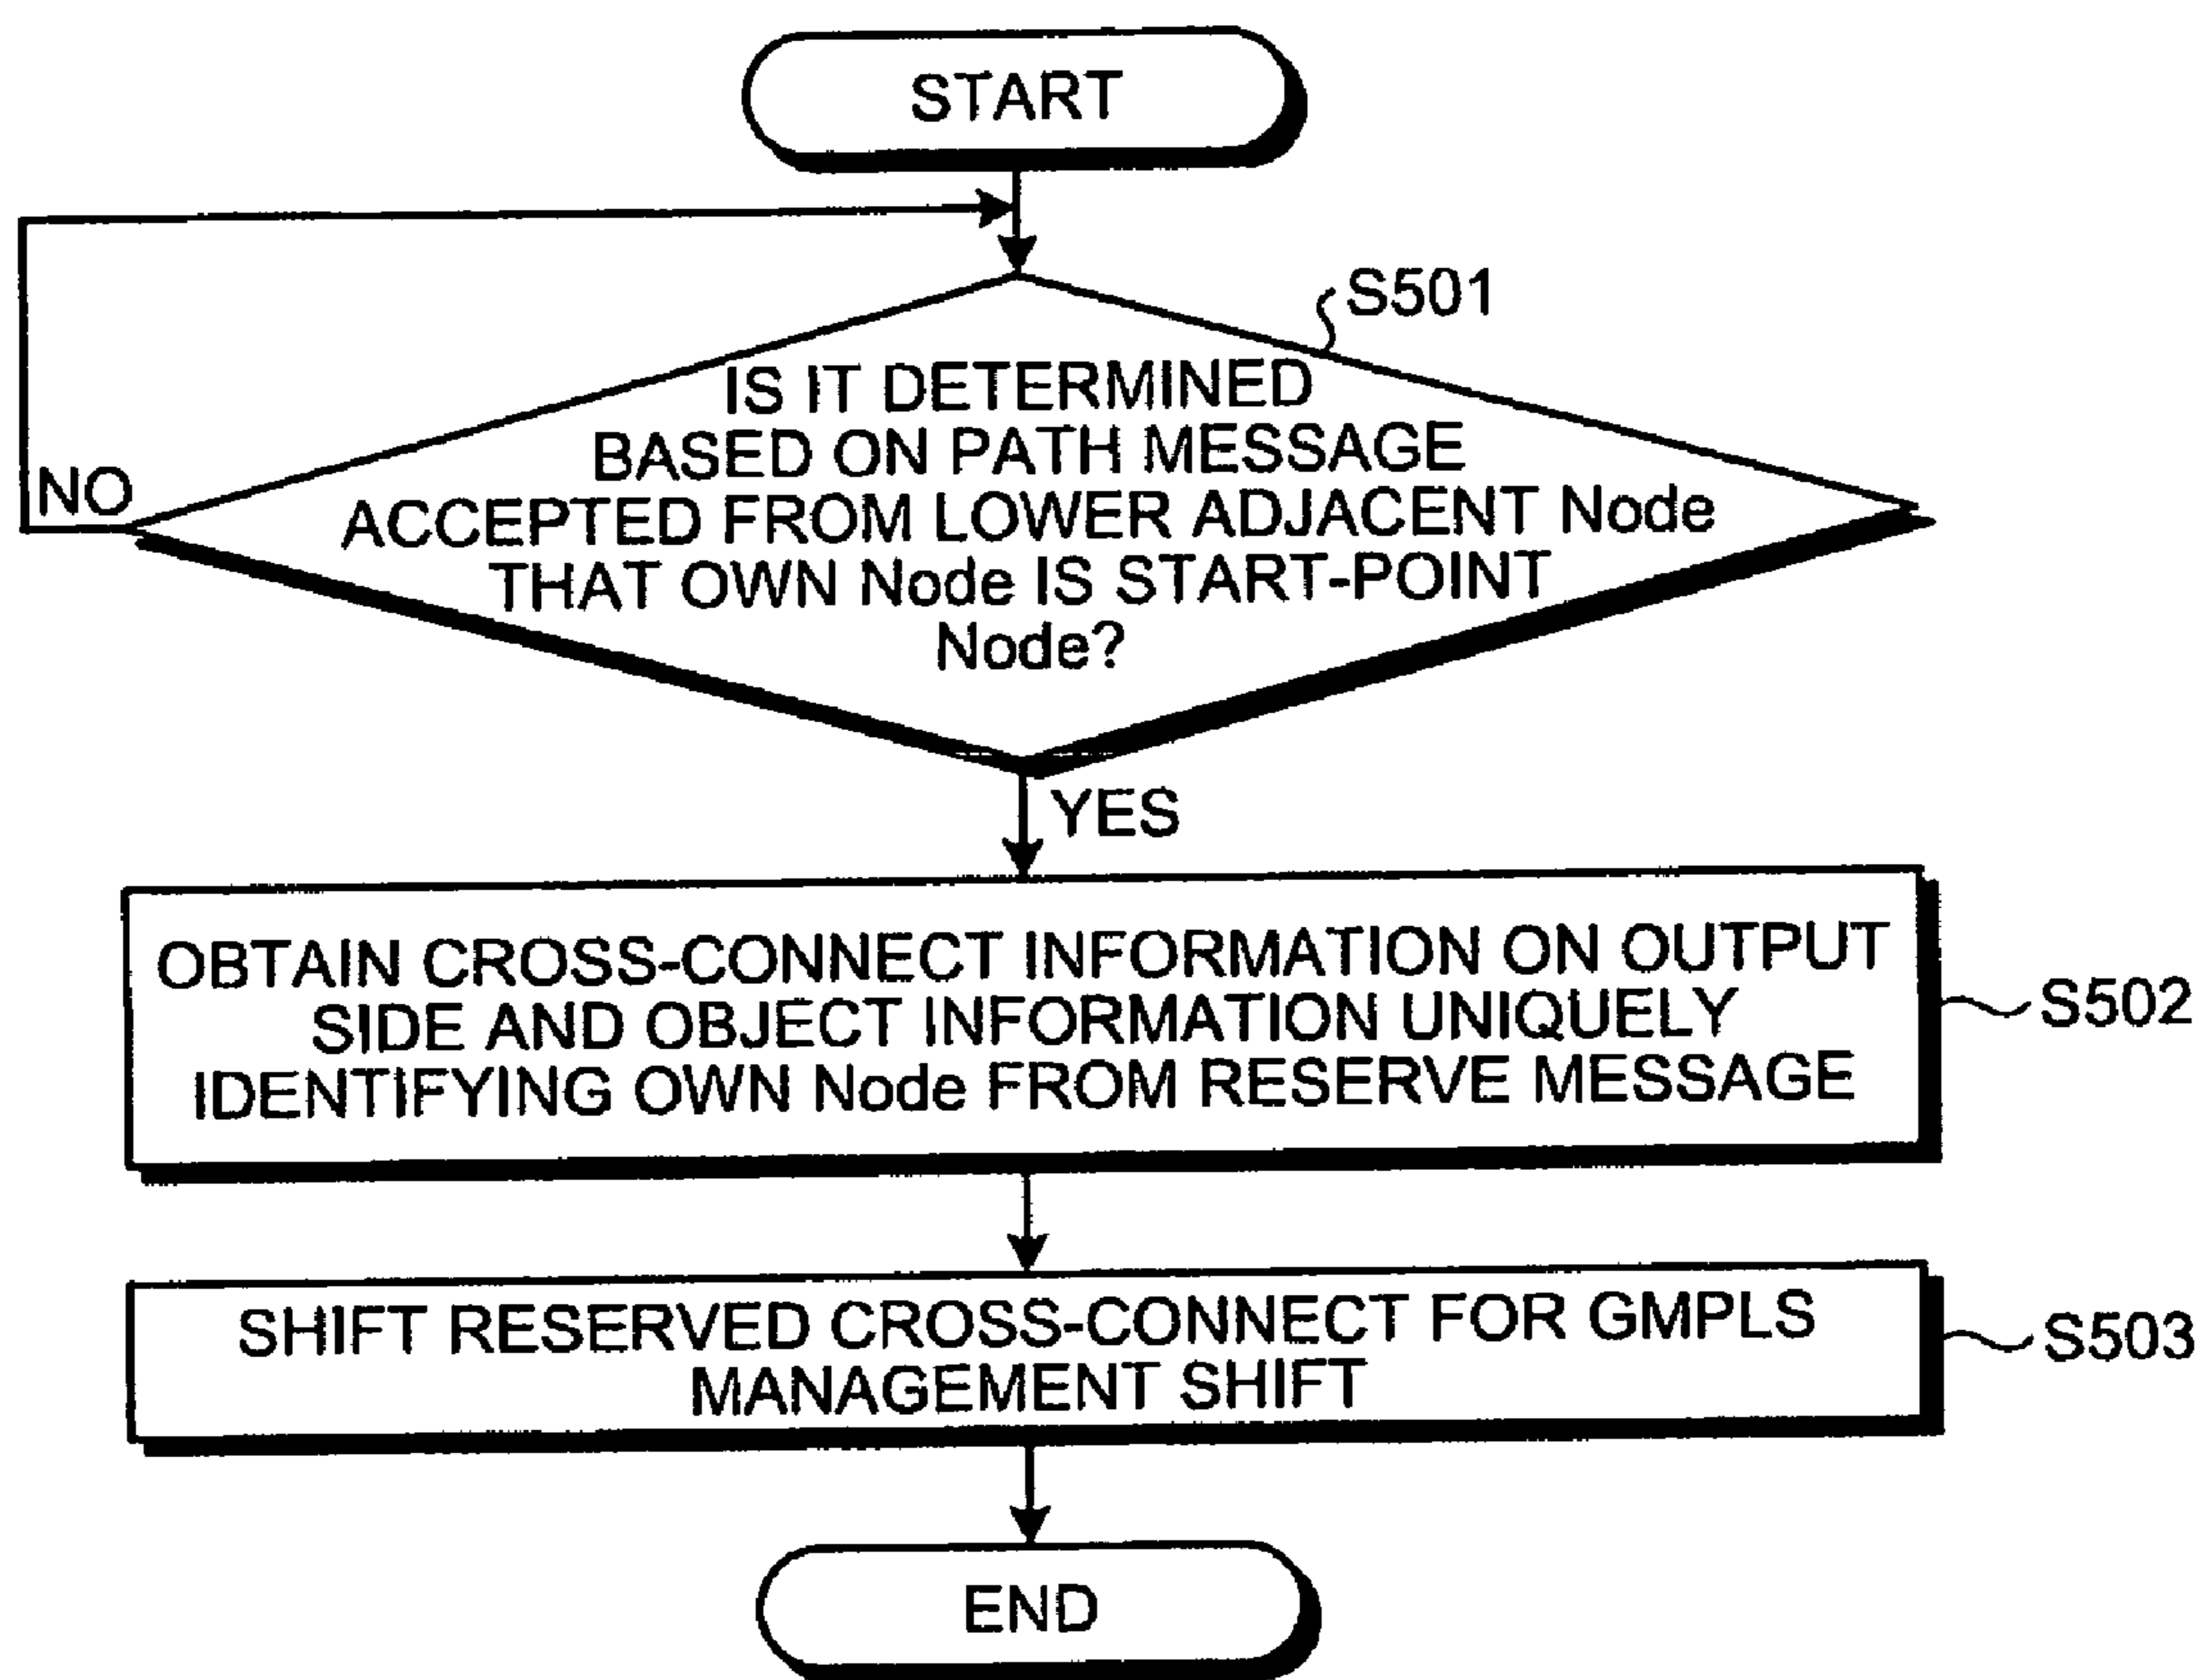 START
S501
IS IT DETERMINED
BASED ON PATH MESSAGE
ACCEPTED FROM LOWER ADJACENT Node
THAT OWN Node IS START-POINT
Node?
NO
YES
OBTAIN CROSS-CONNECT INFORMATION ON OUTPUT
SIDE AND OBJECT INFORMATION UNIQUELY
IDENTIFYING OWN Node FROM RESERVE MESSAGE
S502
SHIFT RESERVED CROSS-CONNECT FOR GMPLS
MANAGEMENT SHIFT
S503
END